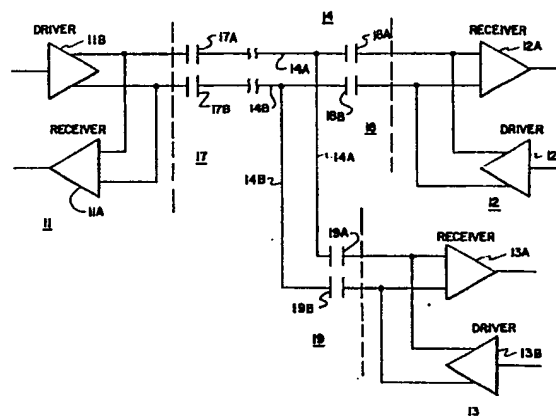 14
DRIVER
11B
17A
18A
RECEIVER
12A
14A
14B
17B
18B
RECEIVER
DRIVER
12
17
14A
18
11A
11
14B
12
19A
RECEIVER
13A
19B
DRIVER
19
13B
13